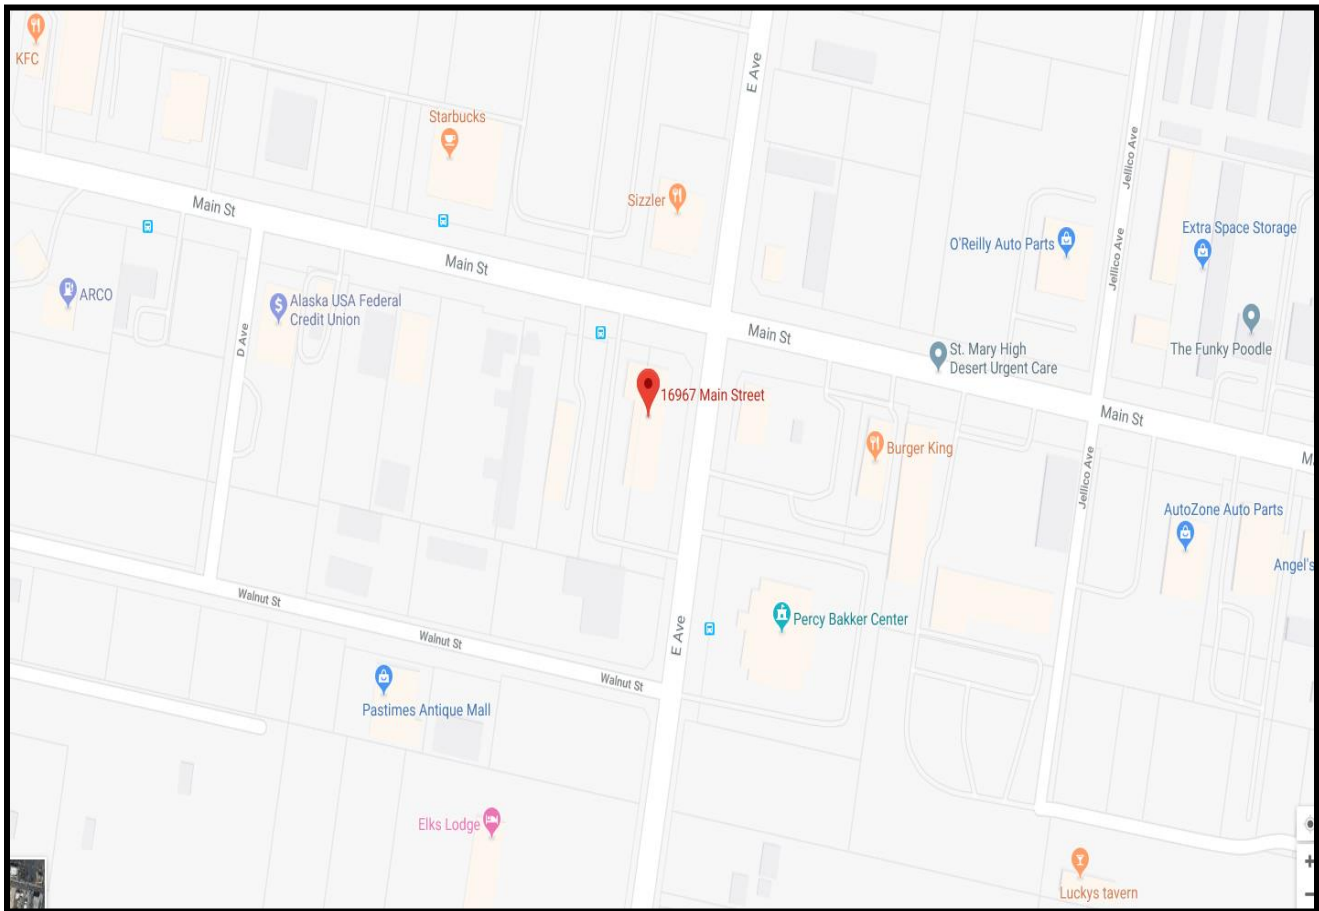 KFC
E Ave
Starbucks
Jellico Ave
Main St
Sizzler
Extra Space Storage
O'Reilly Auto Parts
Jellico Ave
Main St
ARCO
Alaska USA Federal
Credit Union
D Ave
Main St
St. Mary High
Desert Urgent Care
The Funky Poodle
16967 Main Street
Main St
Burger King
M
Jellico Ave
AutoZone Auto Parts
Angel's
Walnut St
Percy Bakker Center
Walnut St
E Ave
Walnut St
Pastimes Antique Mall
Elks Lodge
Luckys tavern